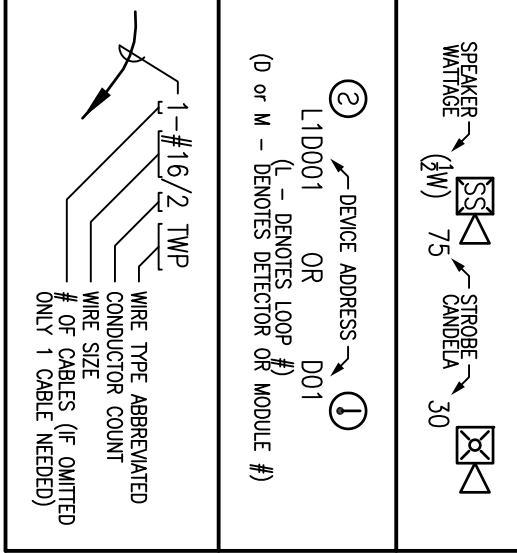 SPEAKER
WATTAGE
(½W)
SS
75
STROBE
CANDELA
30
2
DEVICE ADDRESS
L1D001 OR D01
(L - DENOTES LOOP #)
(D or M - DENOTES DETECTOR OR MODULE #)
1-#16/2 TWP
WIRE TYPE ABBREVIATED
CONDUCTOR COUNT
WIRE SIZE
# OF CABLES (IF OMITTED
ONLY 1 CABLE NEEDED)